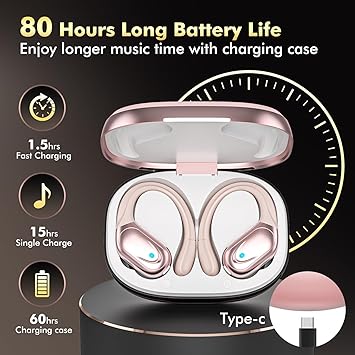 80 Hours Long Battery Life
Enjoy longer music time with charging case
1.5hrs
Fast Charging
15hrs
Single Charge
60hrs
Charging case
Type-c